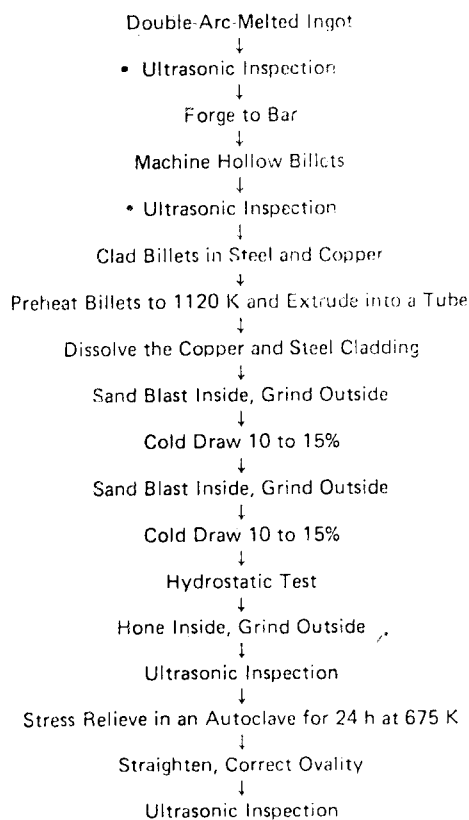 Double-Arc-Melted Ingot
↓
• Ultrasonic Inspection
↓
Forge to Bar
↓
Machine Hollow Billets
↓
• Ultrasonic Inspection
↓
Clad Billets in Steel and Copper
↓
Preheat Billets to 1120 K and Extrude into a Tube
↓
Dissolve the Copper and Steel Cladding
↓
Sand Blast Inside, Grind Outside
↓
Cold Draw 10 to 15%
↓
Sand Blast Inside, Grind Outside
↓
Cold Draw 10 to 15%
↓
Hydrostatic Test
↓
Hone Inside, Grind Outside
↓
Ultrasonic Inspection
↓
Stress Relieve in an Autoclave for 24 h at 675 K
↓
Straighten, Correct Ovality
↓
Ultrasonic Inspection